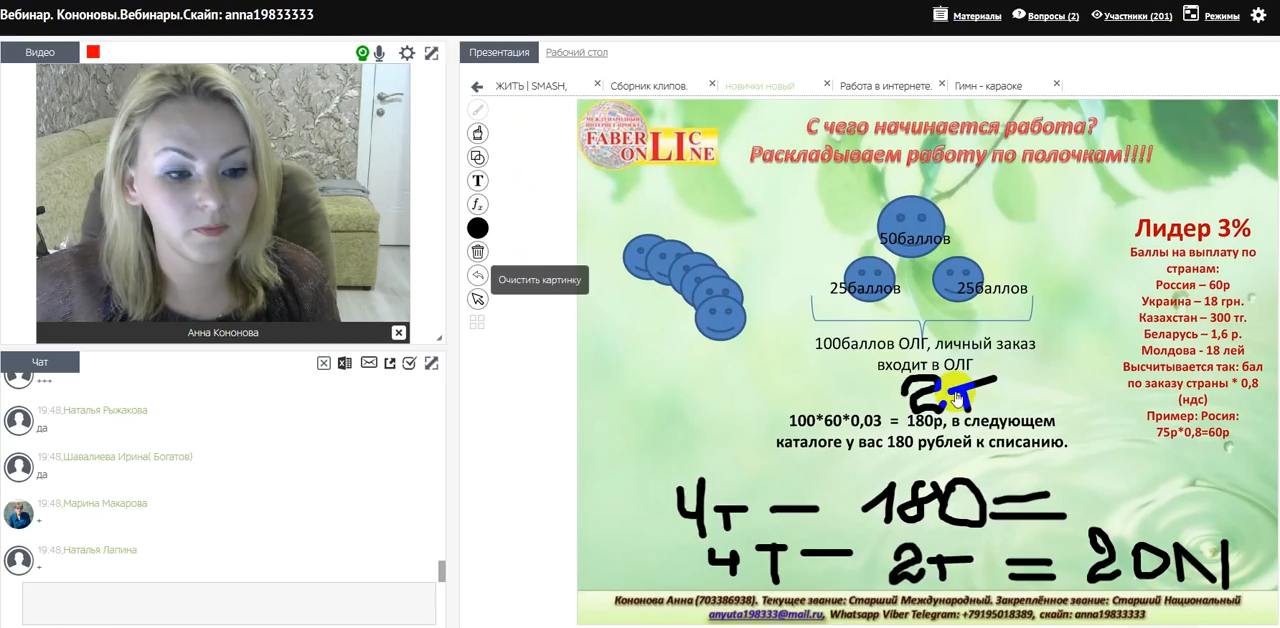 Вебинар. Кононовы.Вебинары.Скайп: anna19833333
Материалы
Вопросы (2)
Участники (201)
Режимы
Видео
Анна Кононова
Чат
+++
19:48,Наталья Рыжакова
да
19:48,Шавалиева Ирина( Богатов)
да
19:48,Марина Макарова
+
19:48,Наталья Лапина
+
Презентация
Рабочий стол
ЖИТЬ | SMASH,
Сборник клипов.
новички новый
Работа в интернете.
Гимн - караоке
Очистить картинку
МЕЖДУНАРОДНЫЙ
ИНТЕРНЕТ-ПРОЕКТ
FABERLIC
ONLINE
С чего начинается работа?
Раскладываем работу по полочкам!!!!
50баллов
25баллов
25баллов
100баллов ОЛГ, личный заказ
входит в ОЛГ
2т
100*60*0,03 = 180р, в следующем
каталоге у вас 180 рублей к списанию.
4т — 180=
4т — 2т =
Лидер 3%
Баллы на выплату по
странам:
Россия – 60р
Украина – 18 грн.
Казахстан – 300 тг.
Беларусь – 1,6 р.
Молдова - 18 лей
Высчитывается так: бал
по заказу страны * 0,8
(ндс)
Пример: Росия:
75р*0,8=60р
Кононова Анна (703386938). Текущее звание: Старший Международный. Закреплённое звание: Старший Национальный
anyuta198333@mail.ru, Whatsapp Viber Telegram: +79195018389, скайп: anna19833333